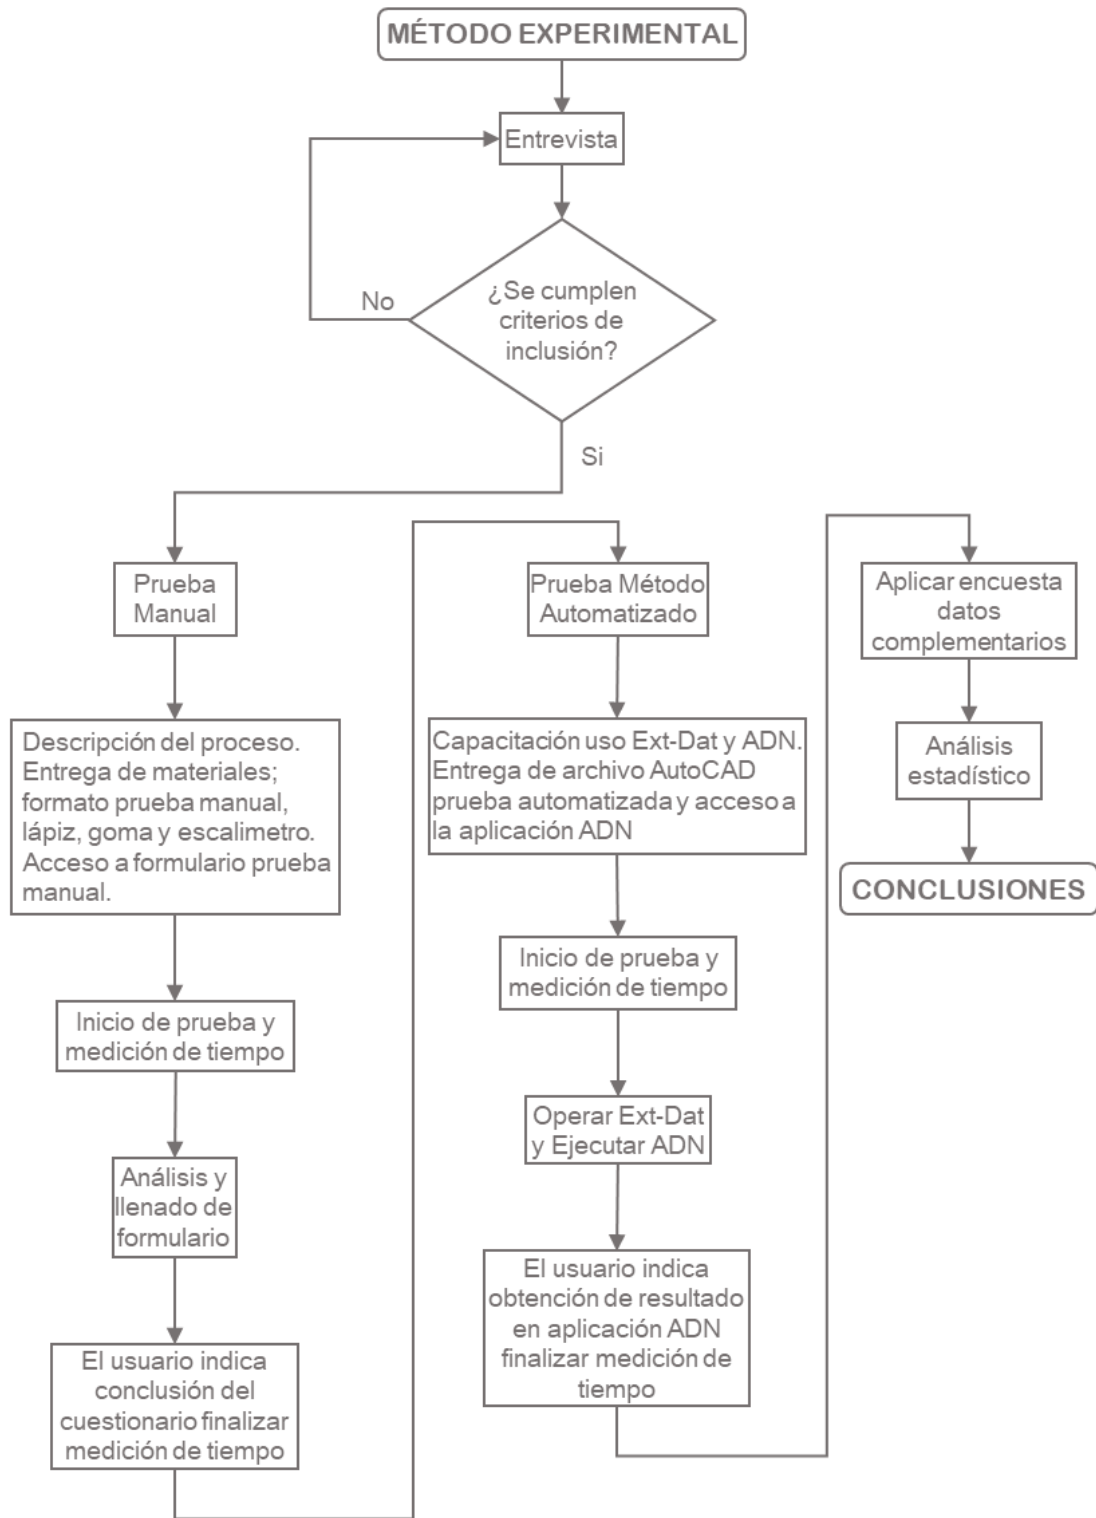 MÉTODO EXPERIMENTAL
Entrevista
¿Se cumplen
criterios de
inclusión?
No
Si
Prueba
Manual
Descripción del proceso.
Entrega de materiales;
formato prueba manual,
lápiz, goma y escalimetro.
Acceso a formulario prueba
manual.
Inicio de prueba y
medición de tiempo
Análisis y
llenado de
formulario
El usuario indica
conclusión del
cuestionario finalizar
medición de tiempo
Prueba Método
Automatizado
Capacitación uso Ext-Dat y ADN.
Entrega de archivo AutoCAD
prueba automatizada y acceso a
la aplicación ADN
Inicio de prueba y
medición de tiempo
Operar Ext-Dat
y Ejecutar ADN
El usuario indica
obtención de resultado
en aplicación ADN
finalizar medición de
tiempo
Aplicar encuesta
datos
complementarios
Análisis
estadístico
CONCLUSIONES